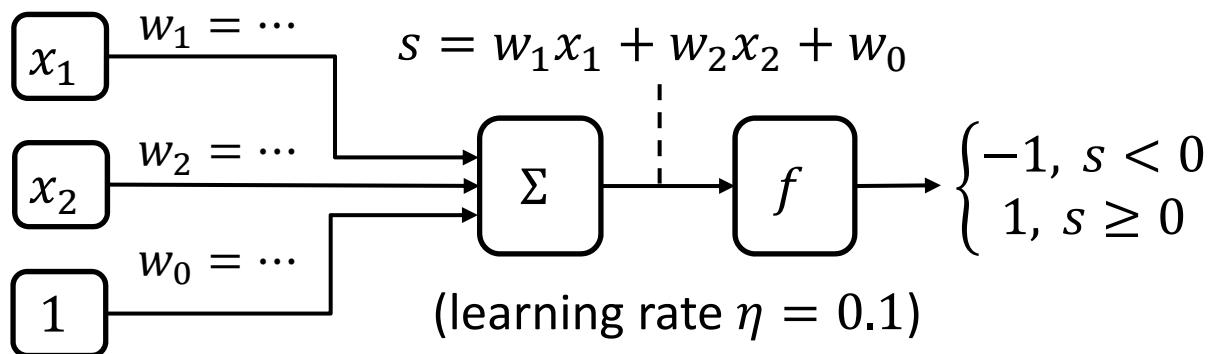 w₁ = ⋯
x₁
s = w₁x₁ + w₂x₂ + w₀
w₂ = ⋯
x₂
Σ
f
−1, s < 0
1, s ≥ 0
w₀ = ⋯
1
(learning rate η = 0.1)